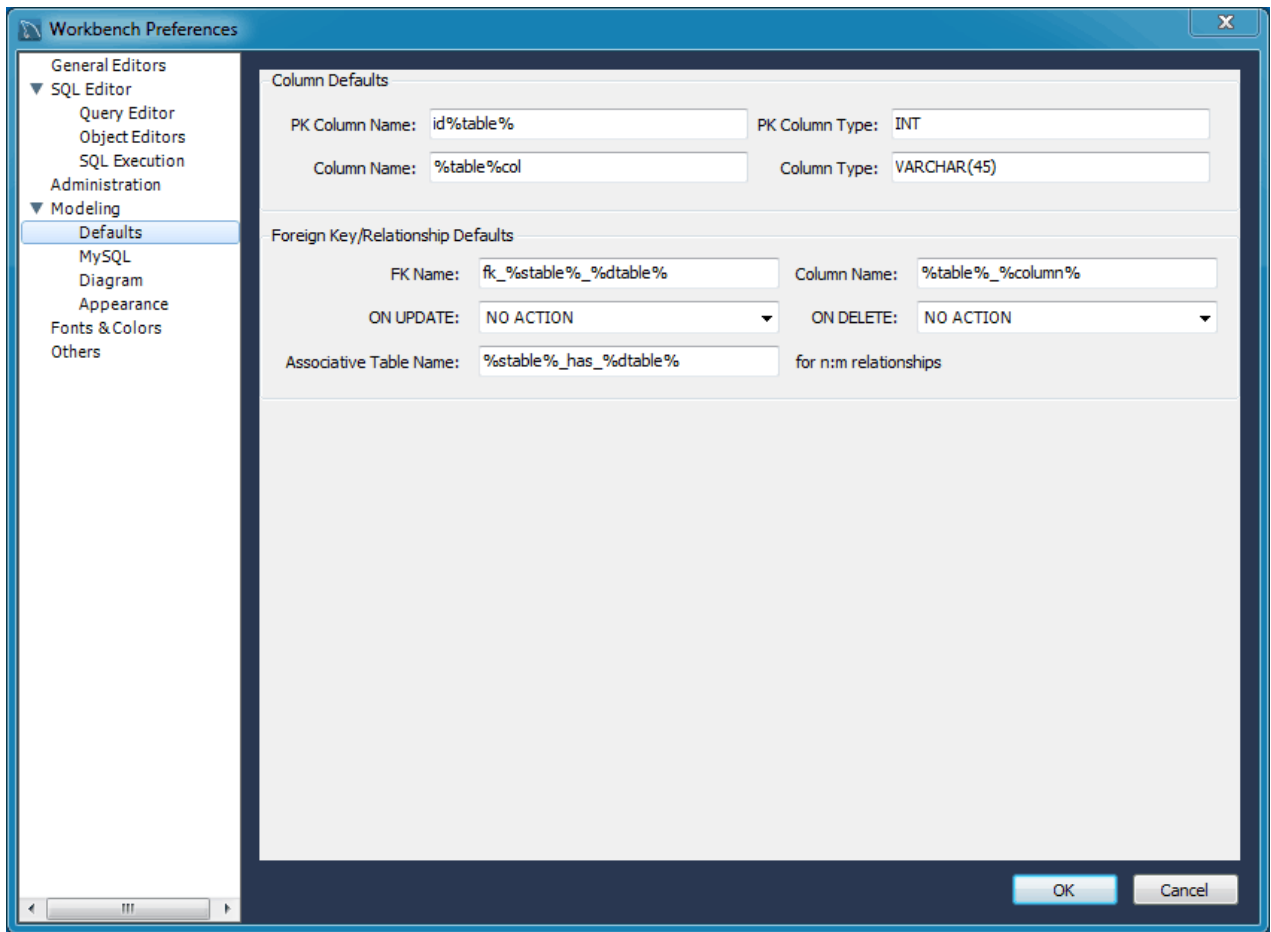 Workbench Preferences
X
General Editors
SQL Editor
Query Editor
Object Editors
SQL Execution
Administration
Modeling
Defaults
MySQL
Diagram
Appearance
Fonts & Colors
Others
Column Defaults
PK Column Name: id%table% PK Column Type: INT
Column Name: %table%col Column Type: VARCHAR(45)
Foreign Key/Relationship Defaults
FK Name: fk_%stable%_%dtable% Column Name: %table%_%column%
ON UPDATE: NO ACTION ON DELETE: NO ACTION
Associative Table Name: %stable%_has_%dtable% for n:m relationships
OK Cancel